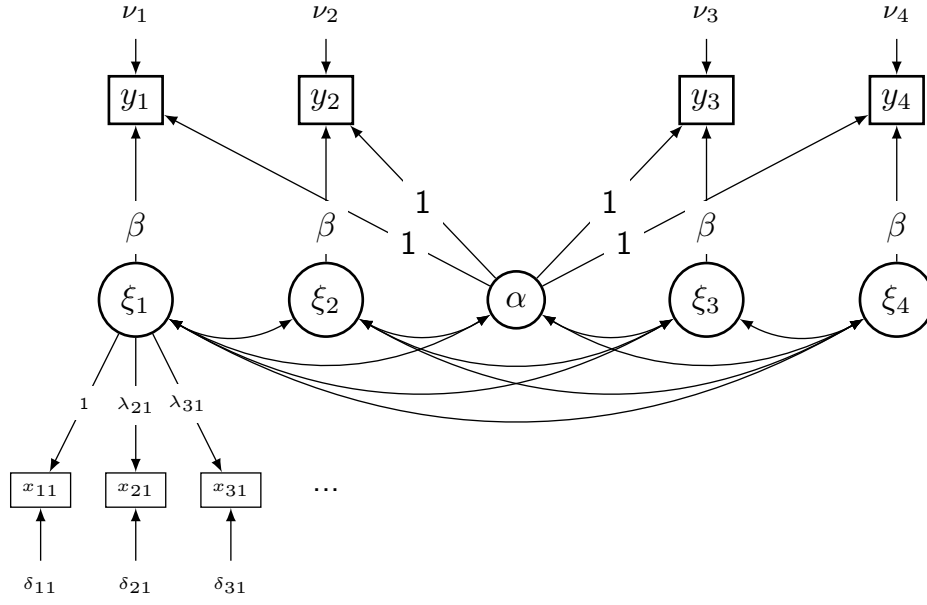 ν₁ ν₂ ν₃ ν₄
y₁ y₂ y₃ y₄
1 1
β β β β
1 1
ξ₁ ξ₂ α ξ₃ ξ₄
1 λ₂₁ λ₃₁
x₁₁ x₂₁ x₃₁ ...
δ₁₁ δ₂₁ δ₃₁